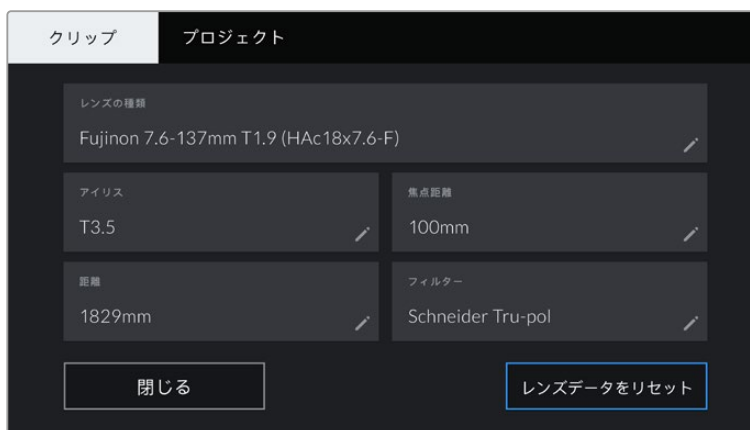 クリップ
プロジェクト
レンズの種類
Fujinon 7.6-137mm T1.9 (HAc18x7.6-F)
アイリス
T3.5
焦点距離
100mm
距離
1829mm
フィルター
Schneider Tru-pol
閉じる
レンズデータをリセット